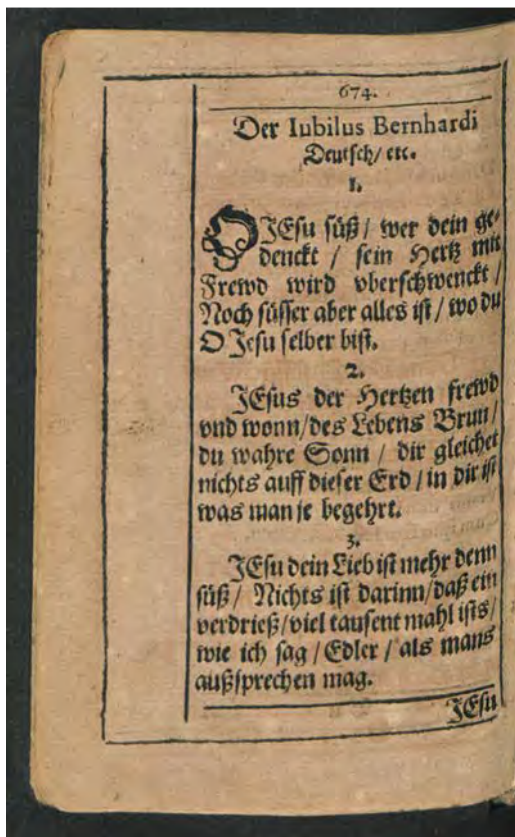 674.
Der Iubilus Bernhardi
Deutsch/ etc.
1.
O JEsu süß / wer dein ge-
denckt / sein Hertz mit
Frewd wird vberschwenckt /
Noch süsser aber alles ist / wo du
O Jesu selber bist.
2.
JEsus der Hertzen frewd
vnd wonn/des Lebens Brun/
du wahre Sonn / dir gleichet
nichts auff dieser Erd / in dir ist
was man je begehrt.
3.
JEsu dein Lieb ist mehr denn
süß / Nichts ist darinn/daß ein
verdrieß/viel tausent mahl ists/
wie ich sag / Edler / als mans
außsprechen mag.
JEsu